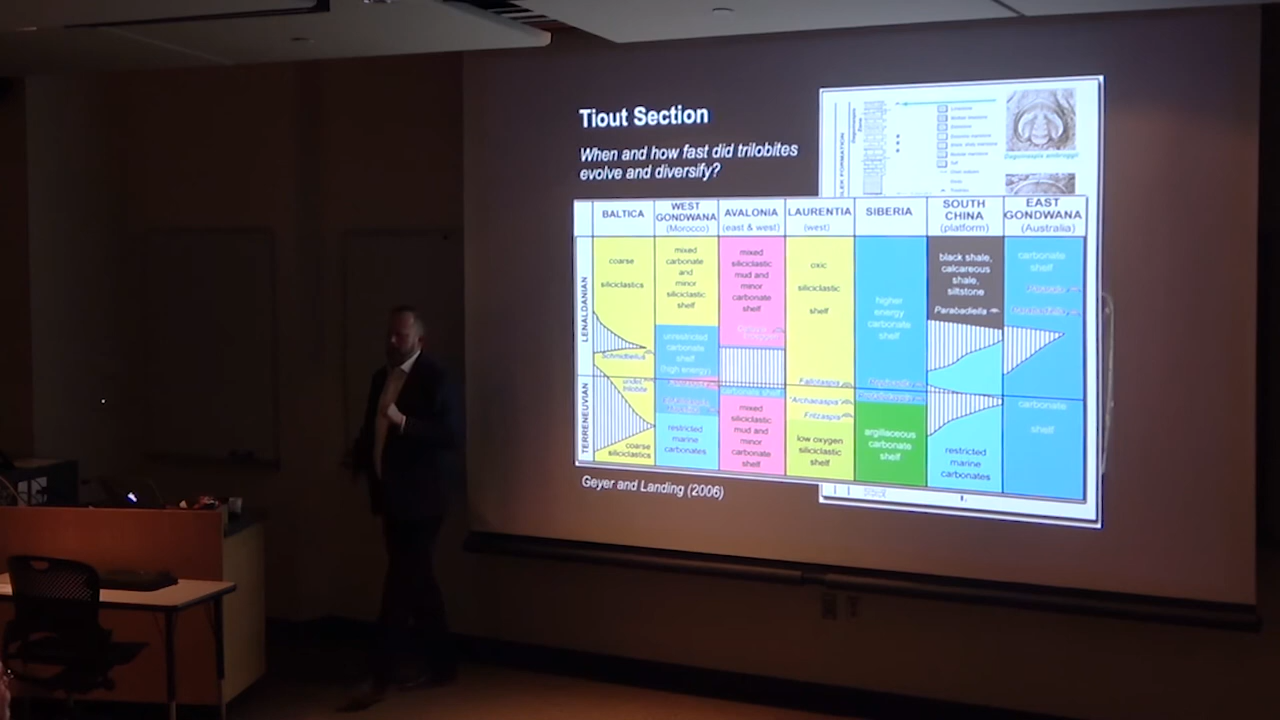 Tiout Section
When and how fast did trilobites
evolve and diversify?
Dagonimaspis
BALTICA
WEST
GONDWANA
(Morocco)
AVALONIA
(east & west)
LAURENTIA
(west)
SIBERIA
SOUTH
CHINA
(platform)
EAST
GONDWANA
(Australia)
LENALDANIAN
TERRENEUVIAN
coarse
siliciclastics
Schmidtiellus
undet.
trilobite
coarse
siliciclastics
mixed
carbonate
and
minor
siliciclastic
shelf
unrestricted
carbonate
shelf
(high energy)
restricted
marine
carbonates
mixed
siliciclastic
mud and
minor
carbonate
shelf
carbonate shelf
mixed
siliciclastic
mud and
minor
carbonate
shelf
oxic
siliciclastic
shelf
Fallotaspis
"Archaeaspis"
Fritzaspis
low oxygen
siliciclastic
shelf
higher
energy
carbonate
shelf
argillaceous
carbonate
shelf
black shale,
calcareous
shale,
siltstone
Parabadiella
restricted
marine
carbonates
carbonate
shelf
Parabadiella
carbonate
shelf
Geyer and Landing (2006)